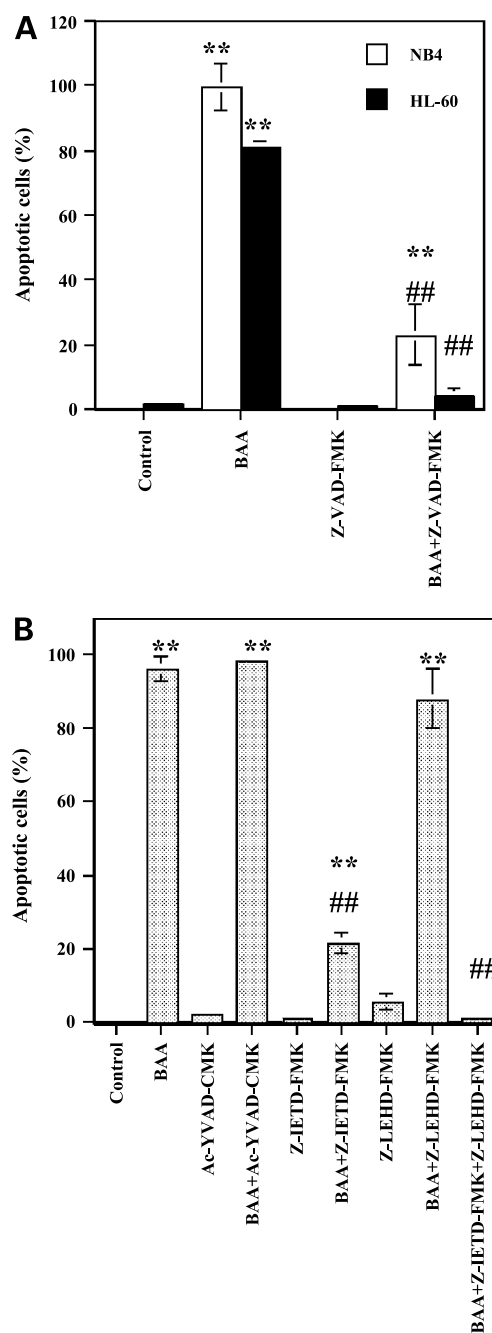 A
120
100
80
60
40
20
0
Apoptotic cells (%)
NB4
HL-60
**
**
**
##
##
Control
BAA
Z-VAD-FMK
BAA+Z-VAD-FMK
B
100
80
60
40
20
0
Apoptotic cells (%)
**
**
**
**
##
##
Control
BAA
Ac-YVAD-CMK
BAA+Ac-YVAD-CMK
Z-IETD-FMK
BAA+Z-IETD-FMK
Z-LEHD-FMK
BAA+Z-LEHD-FMK
BAA+Z-IETD-FMK+Z-LEHD-FMK